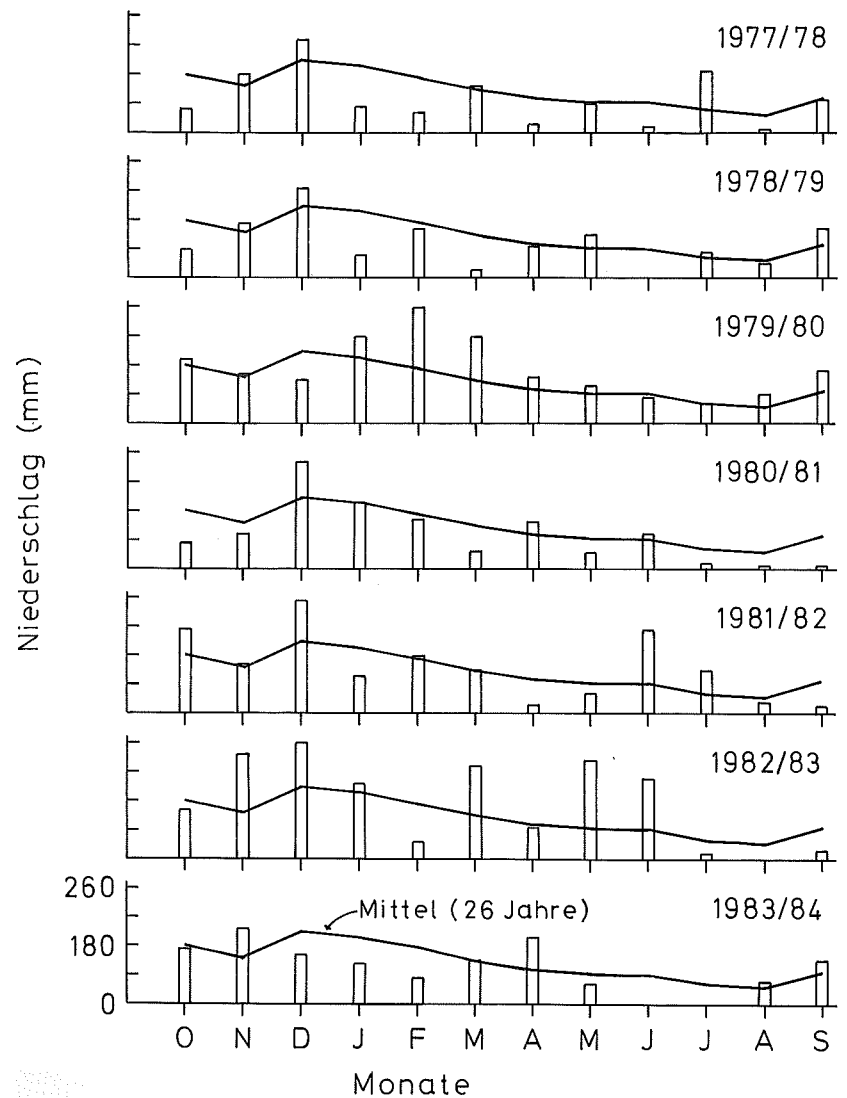 1977/78
1978/79
1979/80
1980/81
1981/82
1982/83
1983/84
Niederschlag (mm)
260
180
0
Mittel (26 Jahre)
O N D J F M A M J J A S
Monate